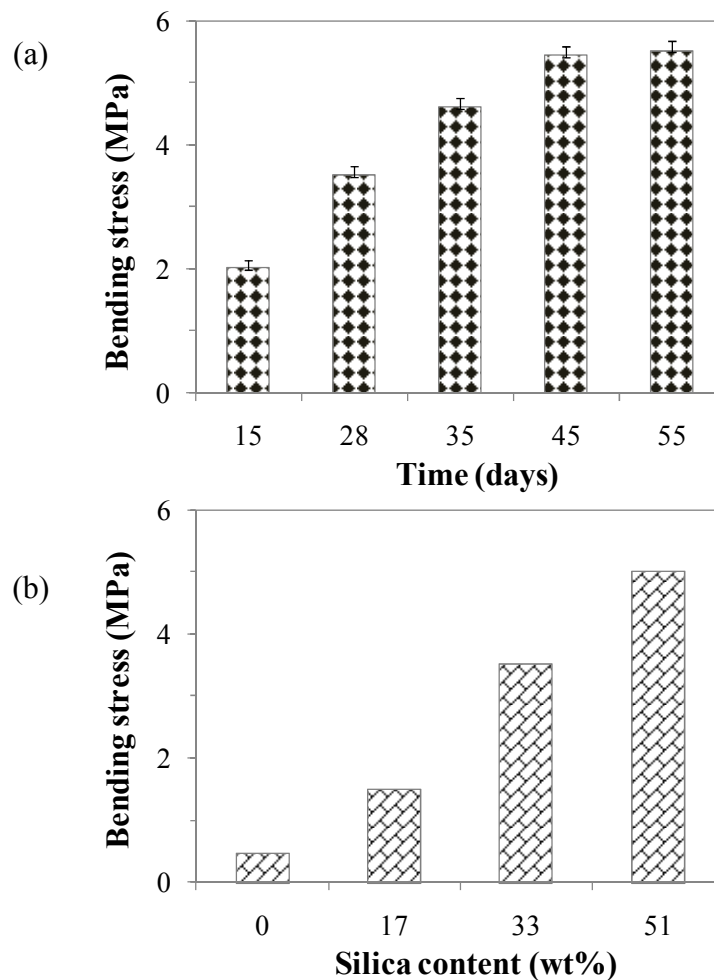 (a)
Bending stress (MPa)
6
4
2
0
15 28 35 45 55
Time (days)
(b)
Bending stress (MPa)
6
4
2
0
0 17 33 51
Silica content (wt%)